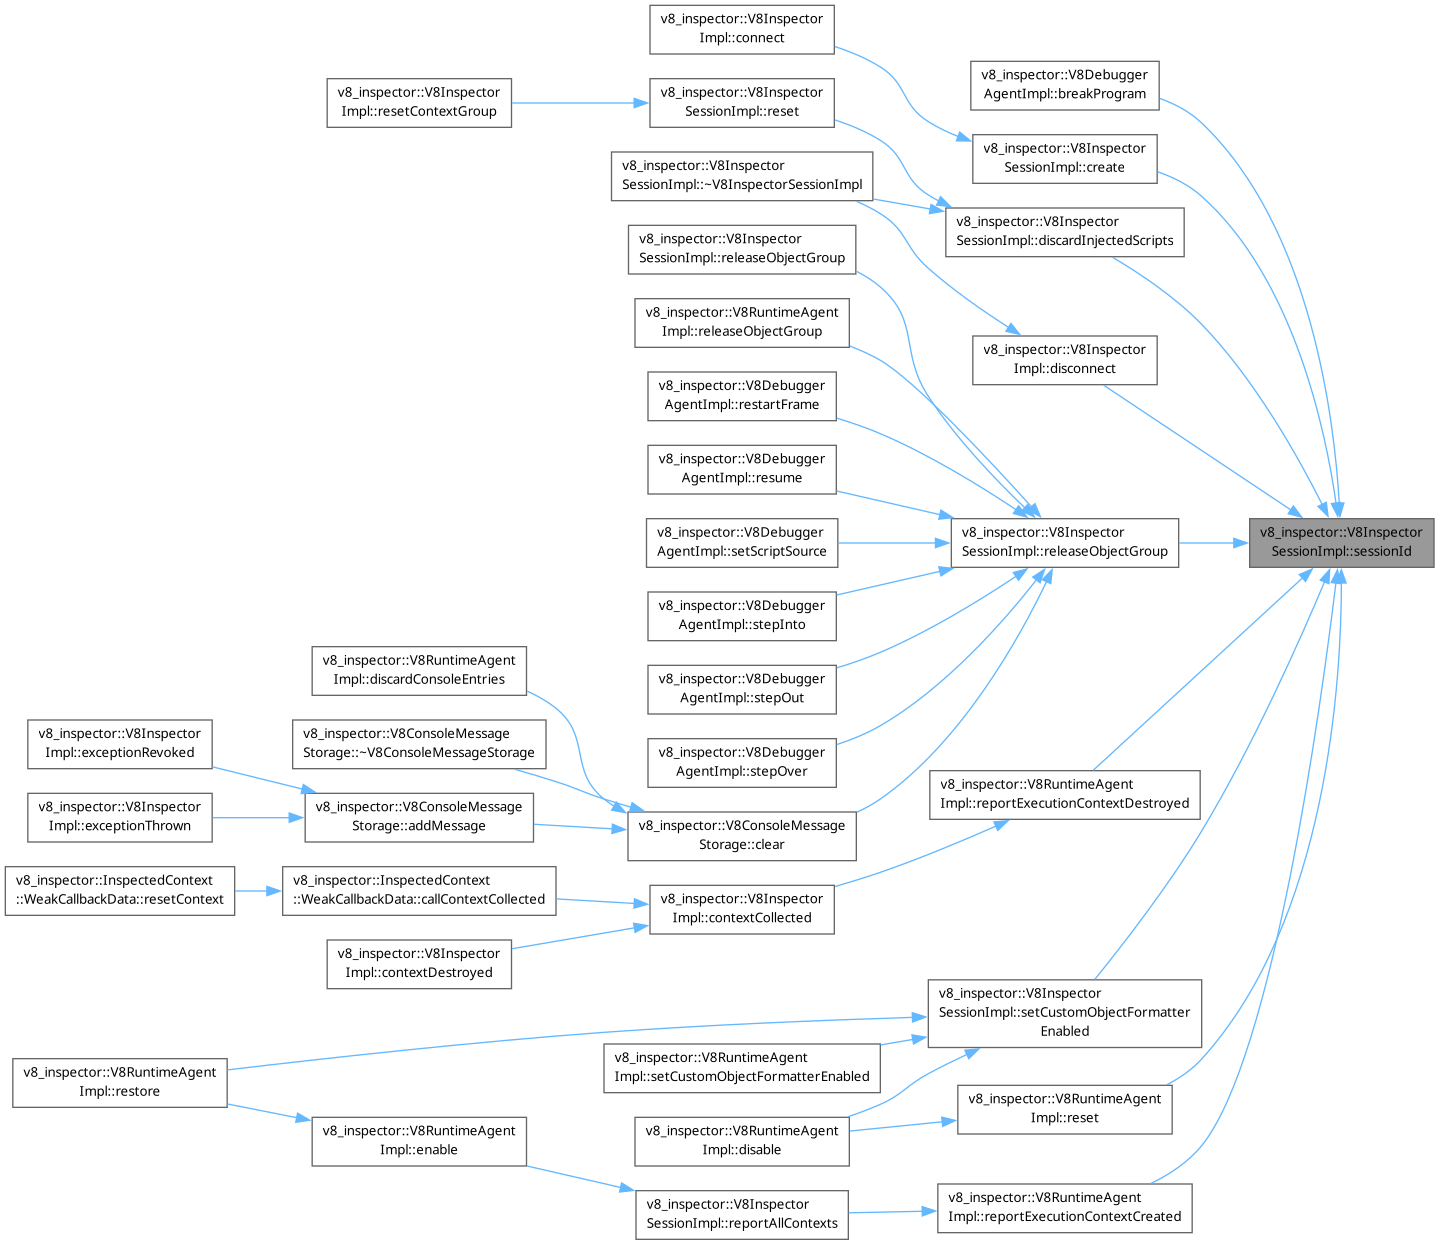 v8_inspector::V8Inspector
Impl::connect
v8_inspector::V8Debugger
AgentImpl::breakProgram
v8_inspector::V8Inspector
Impl::resetContextGroup
v8_inspector::V8Inspector
SessionImpl::reset
v8_inspector::V8Inspector
SessionImpl::create
v8_inspector::V8Inspector
SessionImpl::~V8InspectorSessionImpl
v8_inspector::V8Inspector
SessionImpl::discardInjectedScripts
v8_inspector::V8Inspector
SessionImpl::releaseObjectGroup
v8_inspector::V8RuntimeAgent
Impl::releaseObjectGroup
v8_inspector::V8Inspector
Impl::disconnect
v8_inspector::V8Debugger
AgentImpl::restartFrame
v8_inspector::V8Debugger
AgentImpl::resume
v8_inspector::V8Debugger
AgentImpl::setScriptSource
v8_inspector::V8Inspector
SessionImpl::releaseObjectGroup
v8_inspector::V8Inspector
SessionImpl::sessionId
v8_inspector::V8Debugger
AgentImpl::stepInto
v8_inspector::V8RuntimeAgent
Impl::discardConsoleEntries
v8_inspector::V8Debugger
AgentImpl::stepOut
v8_inspector::V8Inspector
Impl::exceptionRevoked
v8_inspector::V8ConsoleMessage
Storage::~V8ConsoleMessageStorage
v8_inspector::V8Debugger
AgentImpl::stepOver
v8_inspector::V8RuntimeAgent
Impl::reportExecutionContextDestroyed
v8_inspector::V8Inspector
Impl::exceptionThrown
v8_inspector::V8ConsoleMessage
Storage::addMessage
v8_inspector::V8ConsoleMessage
Storage::clear
v8_inspector::InspectedContext
::WeakCallbackData::resetContext
v8_inspector::InspectedContext
::WeakCallbackData::callContextCollected
v8_inspector::V8Inspector
Impl::contextCollected
v8_inspector::V8Inspector
Impl::contextDestroyed
v8_inspector::V8Inspector
SessionImpl::setCustomObjectFormatter
Enabled
v8_inspector::V8RuntimeAgent
Impl::restore
v8_inspector::V8RuntimeAgent
Impl::setCustomObjectFormatterEnabled
v8_inspector::V8RuntimeAgent
Impl::reset
v8_inspector::V8RuntimeAgent
Impl::enable
v8_inspector::V8RuntimeAgent
Impl::disable
v8_inspector::V8Inspector
SessionImpl::reportAllContexts
v8_inspector::V8RuntimeAgent
Impl::reportExecutionContextCreated